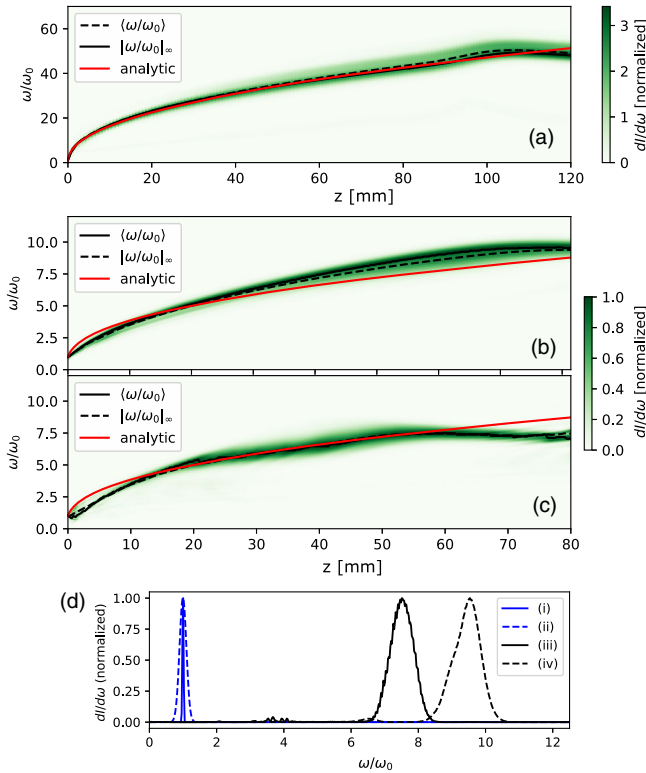 60
40
20
0
ω/ω₀
⟨ω/ω₀⟩
|ω/ω₀|∞
analytic
(a)
0 20 40 60 80 100 120
z [mm]
3
2
1
0
dI/dω [normalized]
10.0
7.5
5.0
2.5
0.0
ω/ω₀
⟨ω/ω₀⟩
|ω/ω₀|∞
analytic
(b)
10.0
7.5
5.0
2.5
0.0
ω/ω₀
⟨ω/ω₀⟩
|ω/ω₀|∞
analytic
(c)
0 10 20 30 40 50 60 70 80
z [mm]
1.0
0.8
0.6
0.4
0.2
0.0
dI/dω [normalized]
(d)
1.00
0.75
0.50
0.25
0.00
dI/dω (normalized)
(i)
(ii)
(iii)
(iv)
0 2 4 6 8 10 12
ω/ω₀